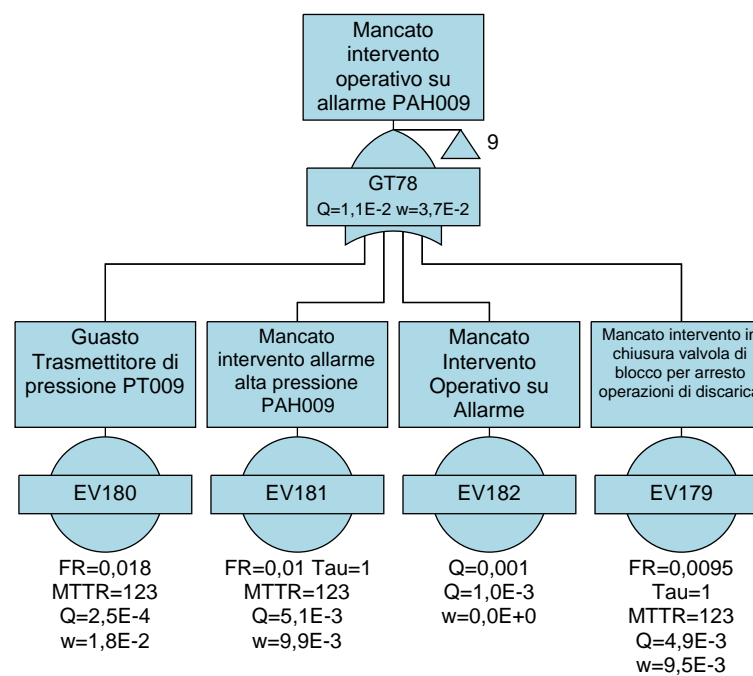 Mancato
intervento
operativo su
allarme PAH009
9
GT78
Q=1,1E-2 w=3,7E-2
Guasto
Trasmettitore di
pressione PT009
Mancato
intervento allarme
alta pressione
PAH009
Mancato
Intervento
Operativo su
Allarme
Mancato intervento in
chiusura valvola di
blocco per arresto
operazioni di discarica
EV180
EV181
EV182
EV179
FR=0,018
MTTR=123
Q=2,5E-4
w=1,8E-2
FR=0,01 Tau=1
MTTR=123
Q=5,1E-3
w=9,9E-3
Q=0,001
Q=1,0E-3
w=0,0E+0
FR=0,0095
Tau=1
MTTR=123
Q=4,9E-3
w=9,5E-3